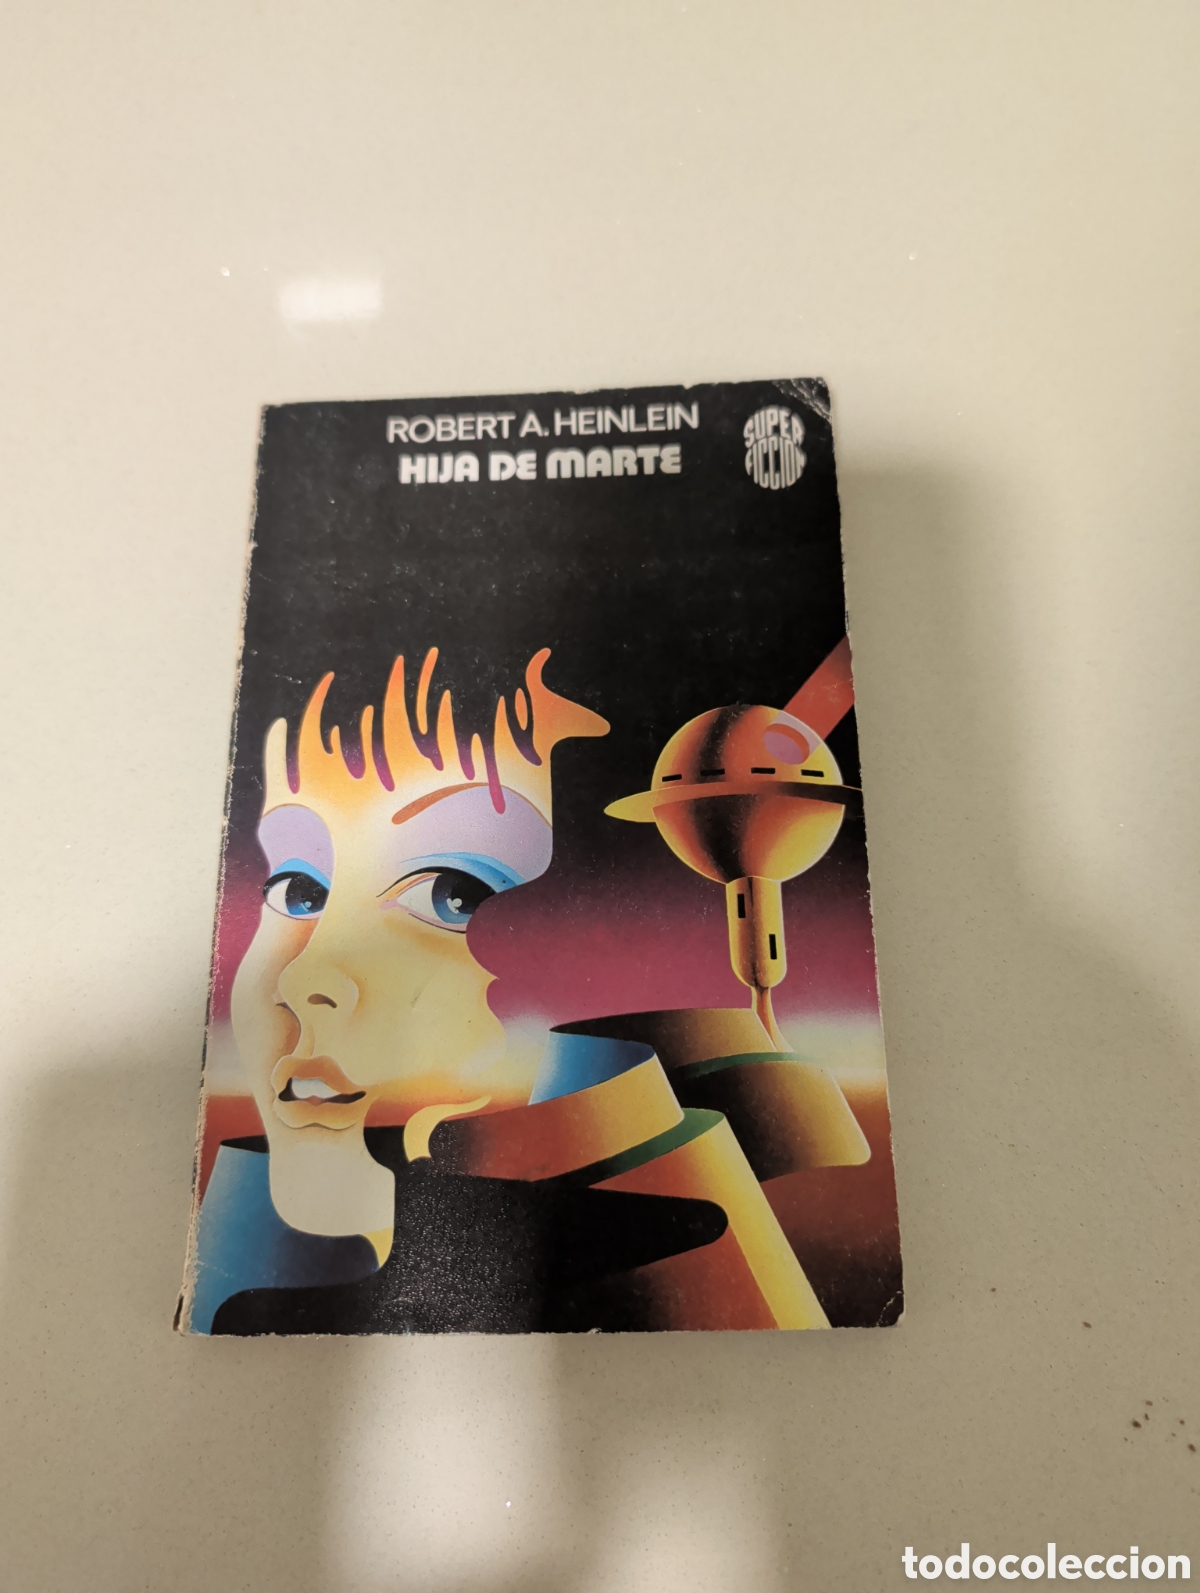 ROBERT A. HEINLEIN
HIJA DE MARTE
SUPER
FICCION
todocoleccion